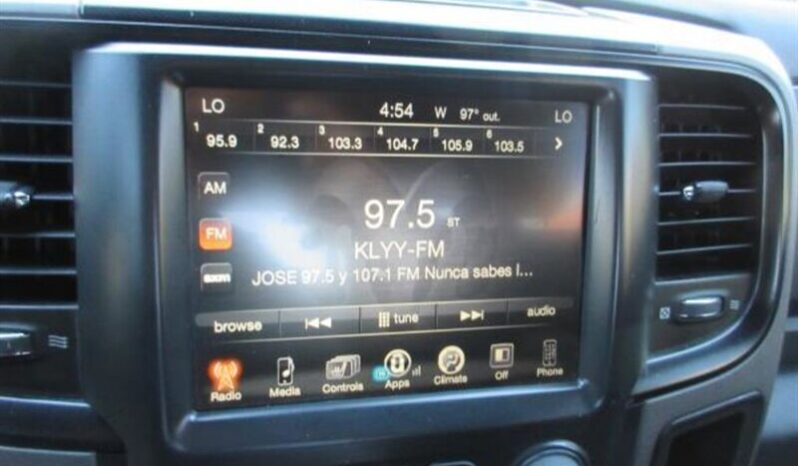 LO 4:54 W 97° out. LO
1 95.9 2 92.3 3 103.3 4 104.7 5 105.9 6 103.5
AM
97.5 ST
FM
KLYY-FM
sxm JOSE 97.5 y 107.1 FM Nunca sabes l...
browse tune audio
Radio Media Controls Apps Climate Off Phone